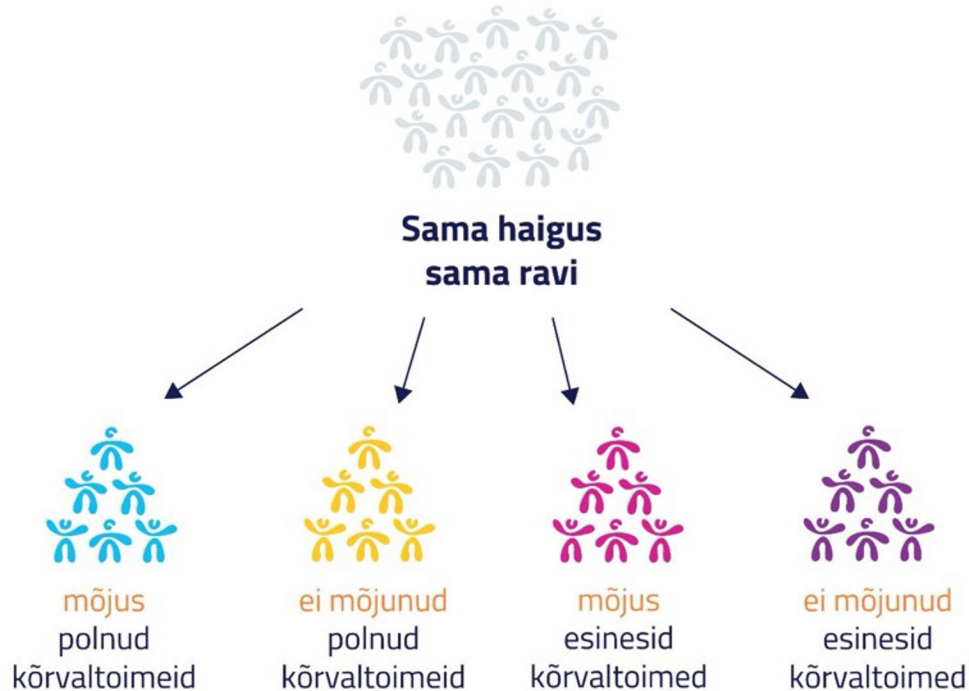 Sama haigus
sama ravi
mõjus
polnud
kõrvaltoimeid
ei mõjunud
polnud
kõrvaltoimeid
mõjus
esinesid
kõrvaltoimed
ei mõjunud
esinesid
kõrvaltoimed